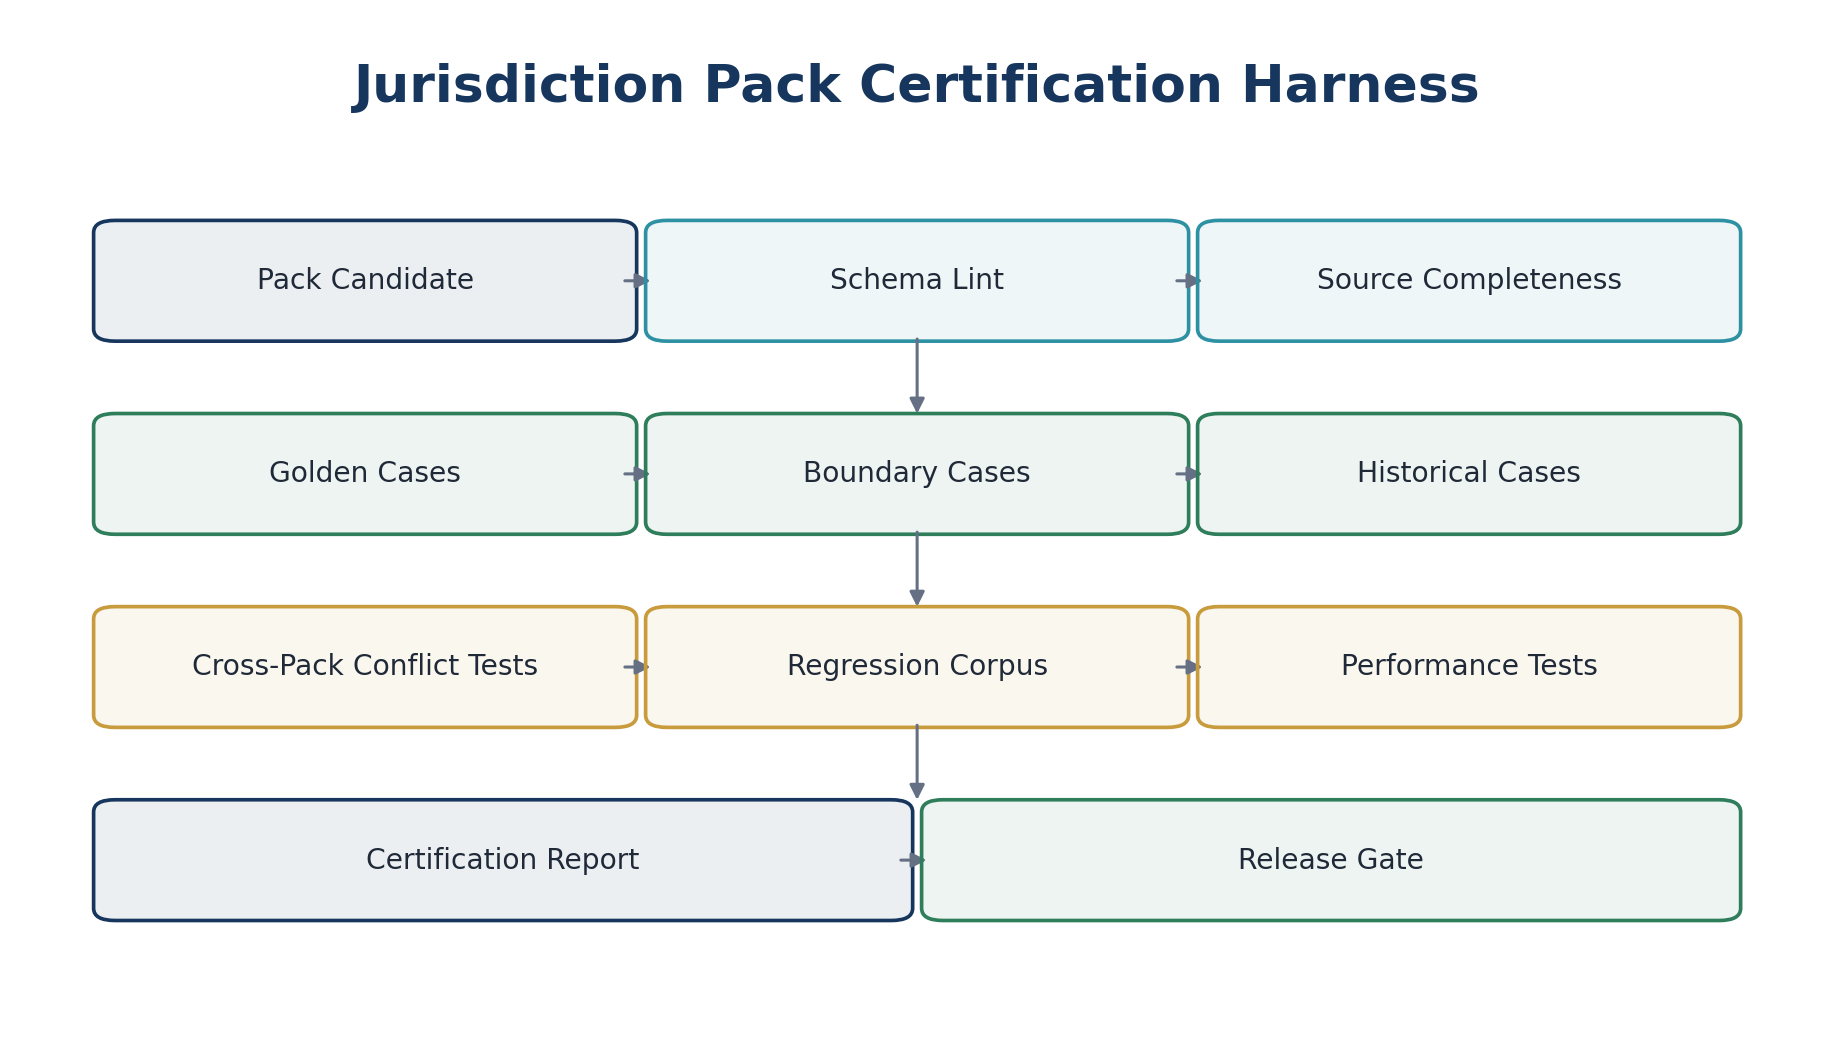 Jurisdiction Pack Certification Harness
Pack Candidate
Schema Lint
Source Completeness
Golden Cases
Boundary Cases
Historical Cases
Cross-Pack Conflict Tests
Regression Corpus
Performance Tests
Certification Report
Release Gate